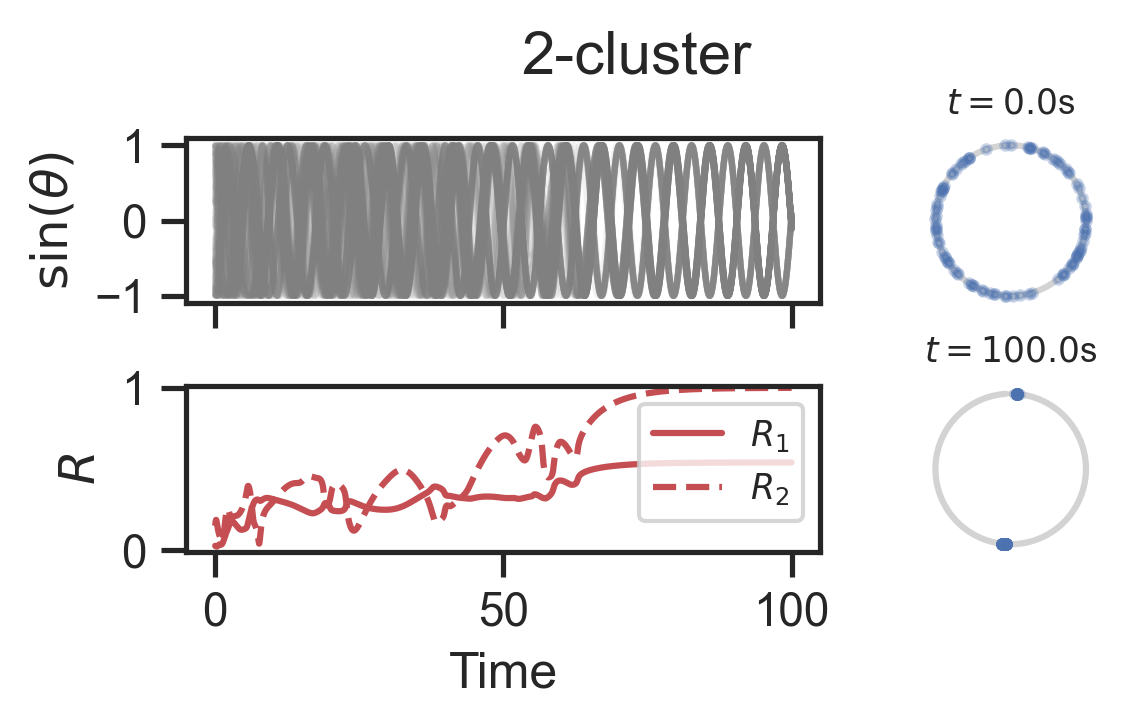 2-cluster
sin(θ)
1
0
−1
t = 0.0s
R
1
0
R₁
R₂
0
50
100
Time
t = 100.0s